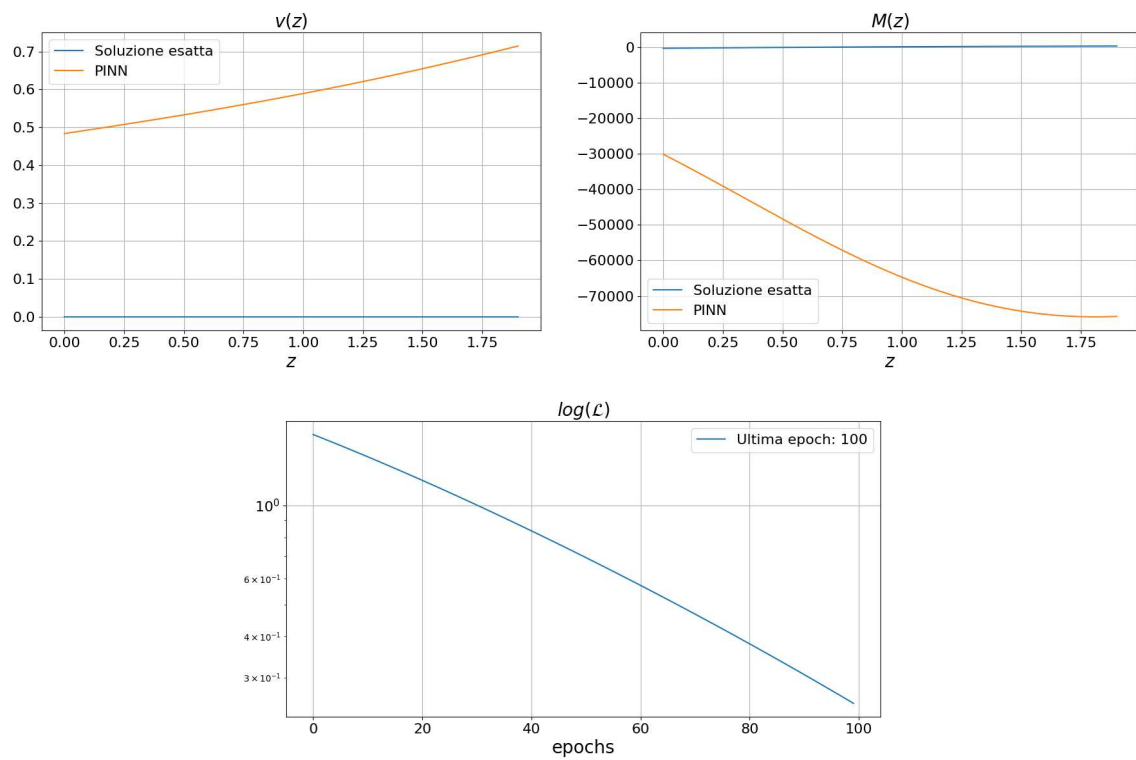 v(z)
0.7
0.6
0.5
0.4
0.3
0.2
0.1
0.0
Soluzione esatta
PINN
0.00 0.25 0.50 0.75 1.00 1.25 1.50 1.75
z
M(z)
0
−10000
−20000
−30000
−40000
−50000
−60000
−70000
Soluzione esatta
PINN
0.00 0.25 0.50 0.75 1.00 1.25 1.50 1.75
z
log(ℒ)
Ultima epoch: 100
10⁰
6 × 10⁻¹
4 × 10⁻¹
3 × 10⁻¹
0 20 40 60 80 100
epochs